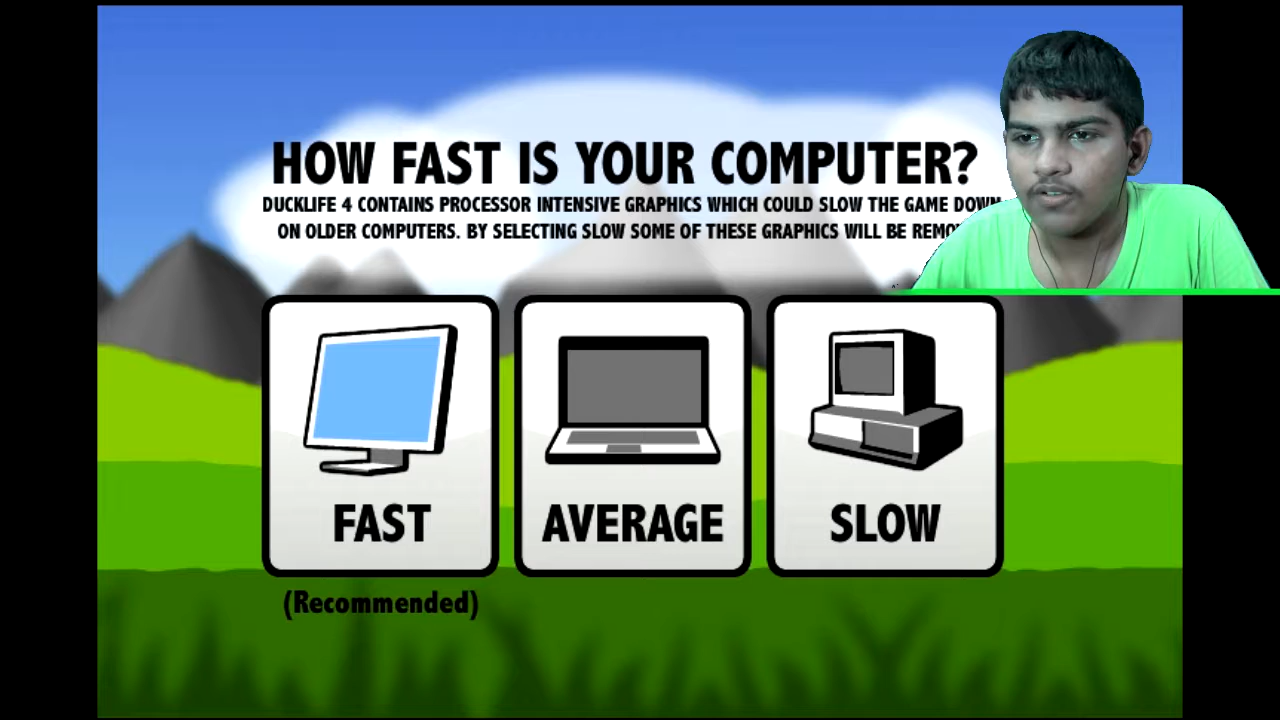 HOW FAST IS YOUR COMPUTER?
DUCKLIFE 4 CONTAINS PROCESSOR INTENSIVE GRAPHICS WHICH COULD SLOW THE GAME DOWN
ON OLDER COMPUTERS. BY SELECTING SLOW SOME OF THESE GRAPHICS WILL BE
FAST
AVERAGE
SLOW
(Recommended)